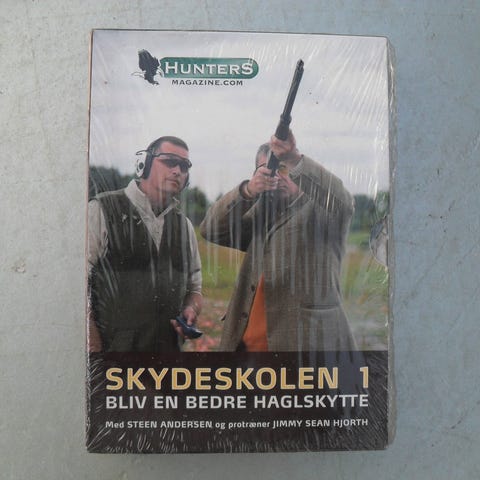 HUNTERS
MAGAZINE.COM
SKYDESKOLEN 1
BLIV EN BEDRE HAGLSKYTTE
Med STEEN ANDERSEN og protræner JIMMY SEAN HJORTH